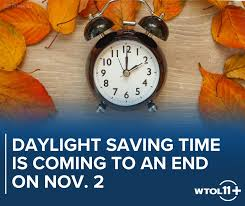 DAYLIGHT SAVING TIME
IS COMING TO AN END
ON NOV. 2
WTOL11+